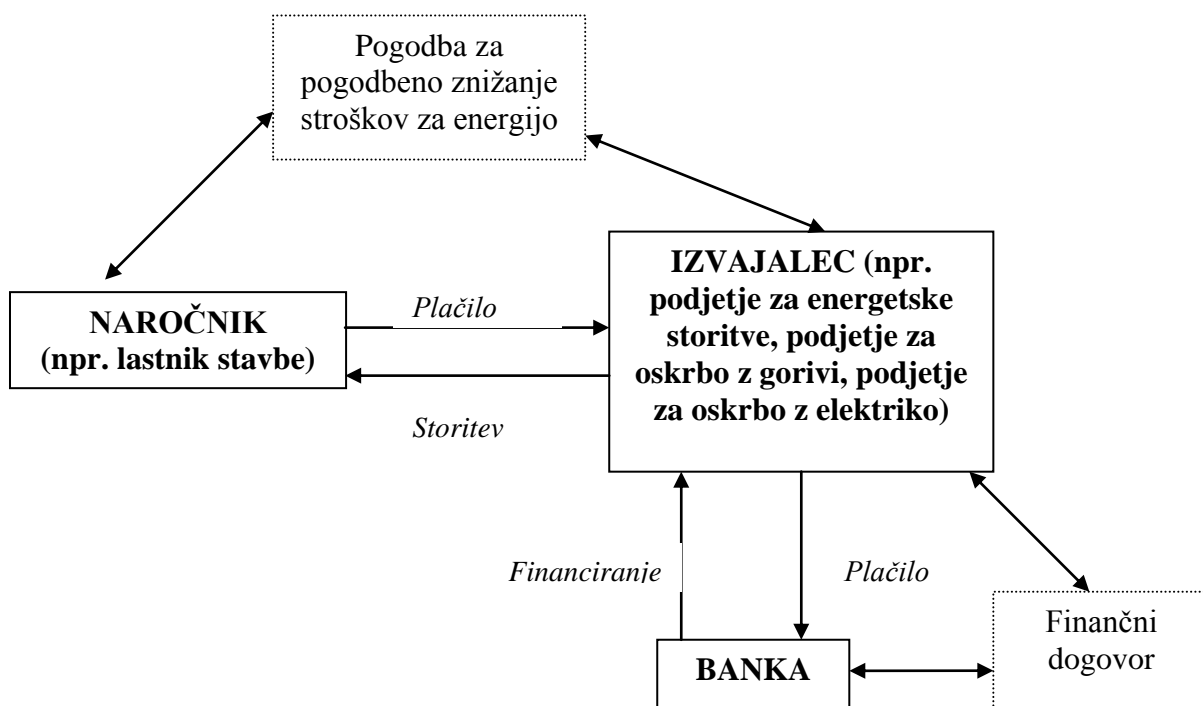 Pogodba za
pogodbeno znižanje
stroškov za energijo
NAROČNIK
(npr. lastnik stavbe)
Plačilo
Storitev
IZVAJALEC (npr.
podjetje za energetske
storitve, podjetje za
oskrbo z gorivi, podjetje
za oskrbo z elektriko)
Financiranje
Plačilo
Finančni
dogovor
BANKA